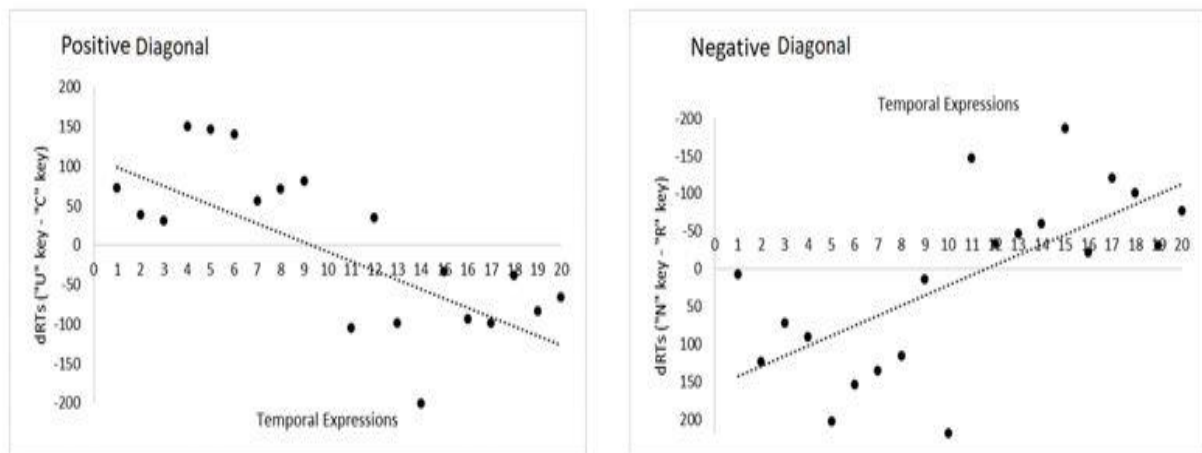 Positive Diagonal
200
150
100
50
0
-50
-100
-150
-200
0 1 2 3 4 5 6 7 8 9 10 11 12 13 14 15 16 17 18 19 20
dRTs ("U" key - "C" key)
Temporal Expressions
Negative Diagonal
Temporal Expressions
-200
-150
-100
-50
0
50
100
150
200
0 1 2 3 4 5 6 7 8 9 10 11 12 13 14 15 16 17 18 19 20
dRTs ("N" key - "R" key)